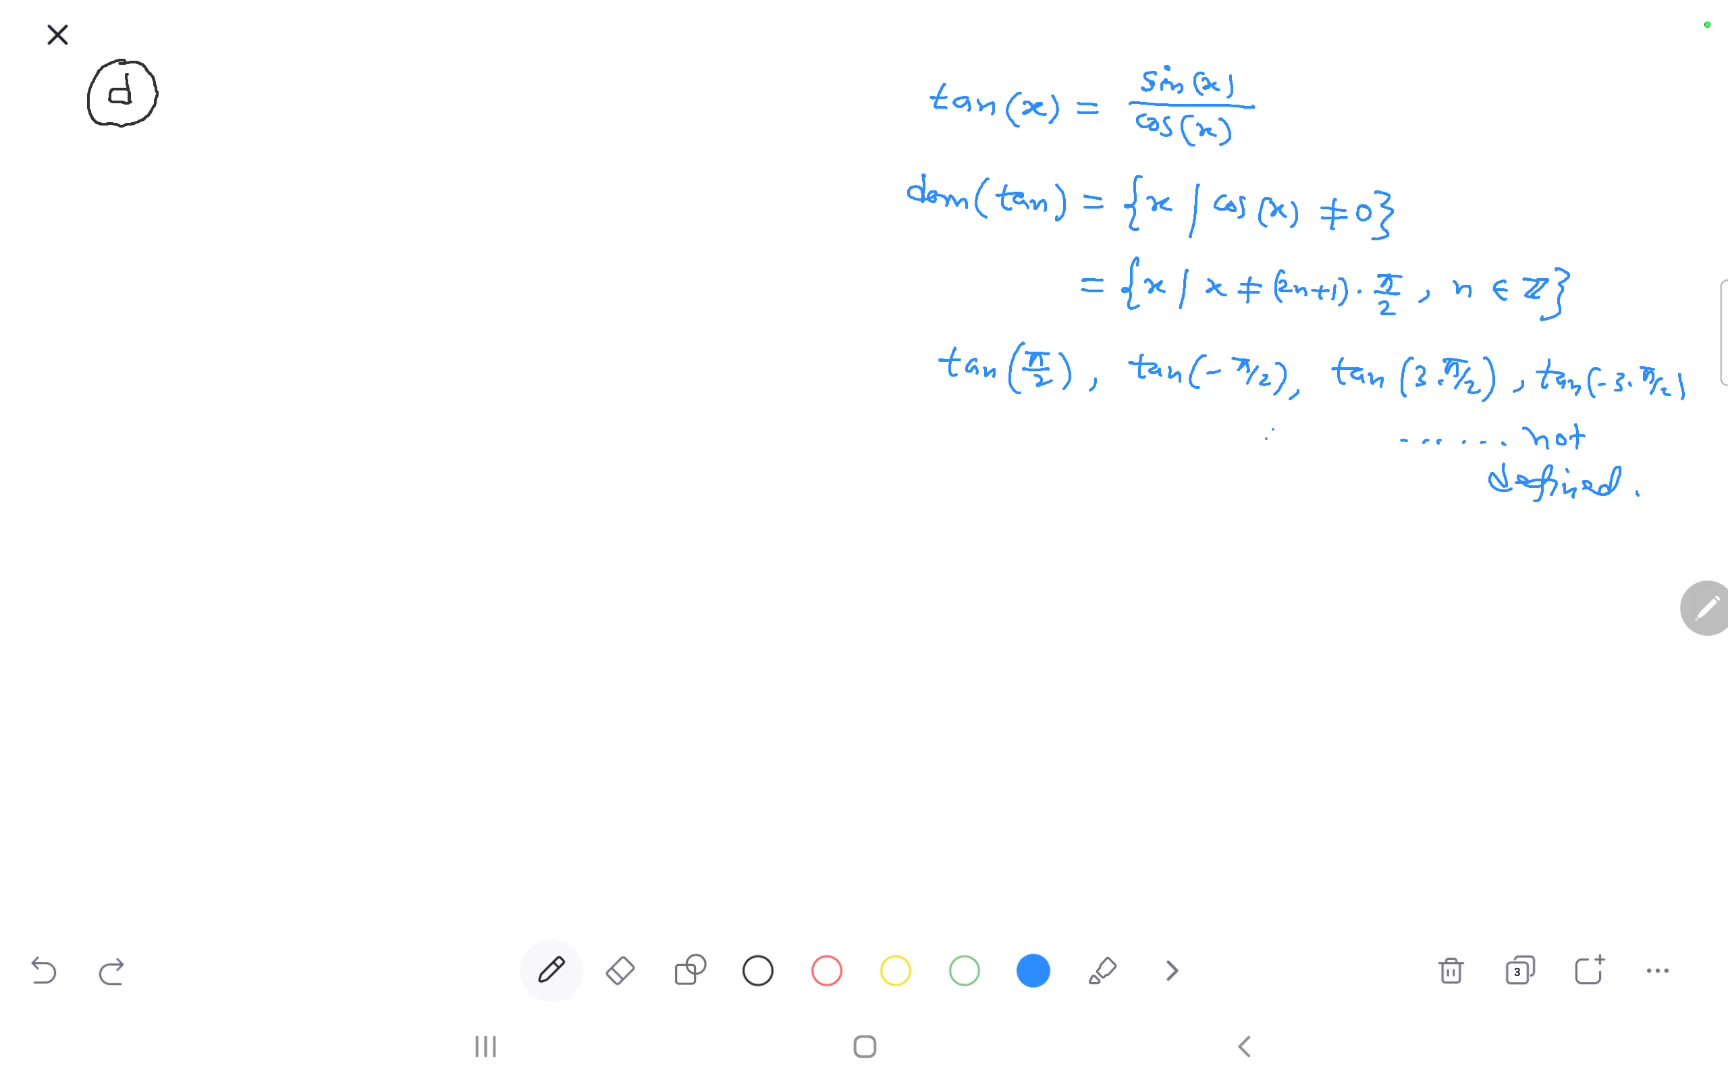 d
tan(x) = sin(x)/cos(x)
dom(tan) = {x | cos(x) ≠ 0}
= {x | x ≠ (2n+1) · π/2 , n ∈ ℤ}
tan(π/2), tan(-π/2), tan(3·π/2), tan(-3·π/2)
...... not
defined.
3